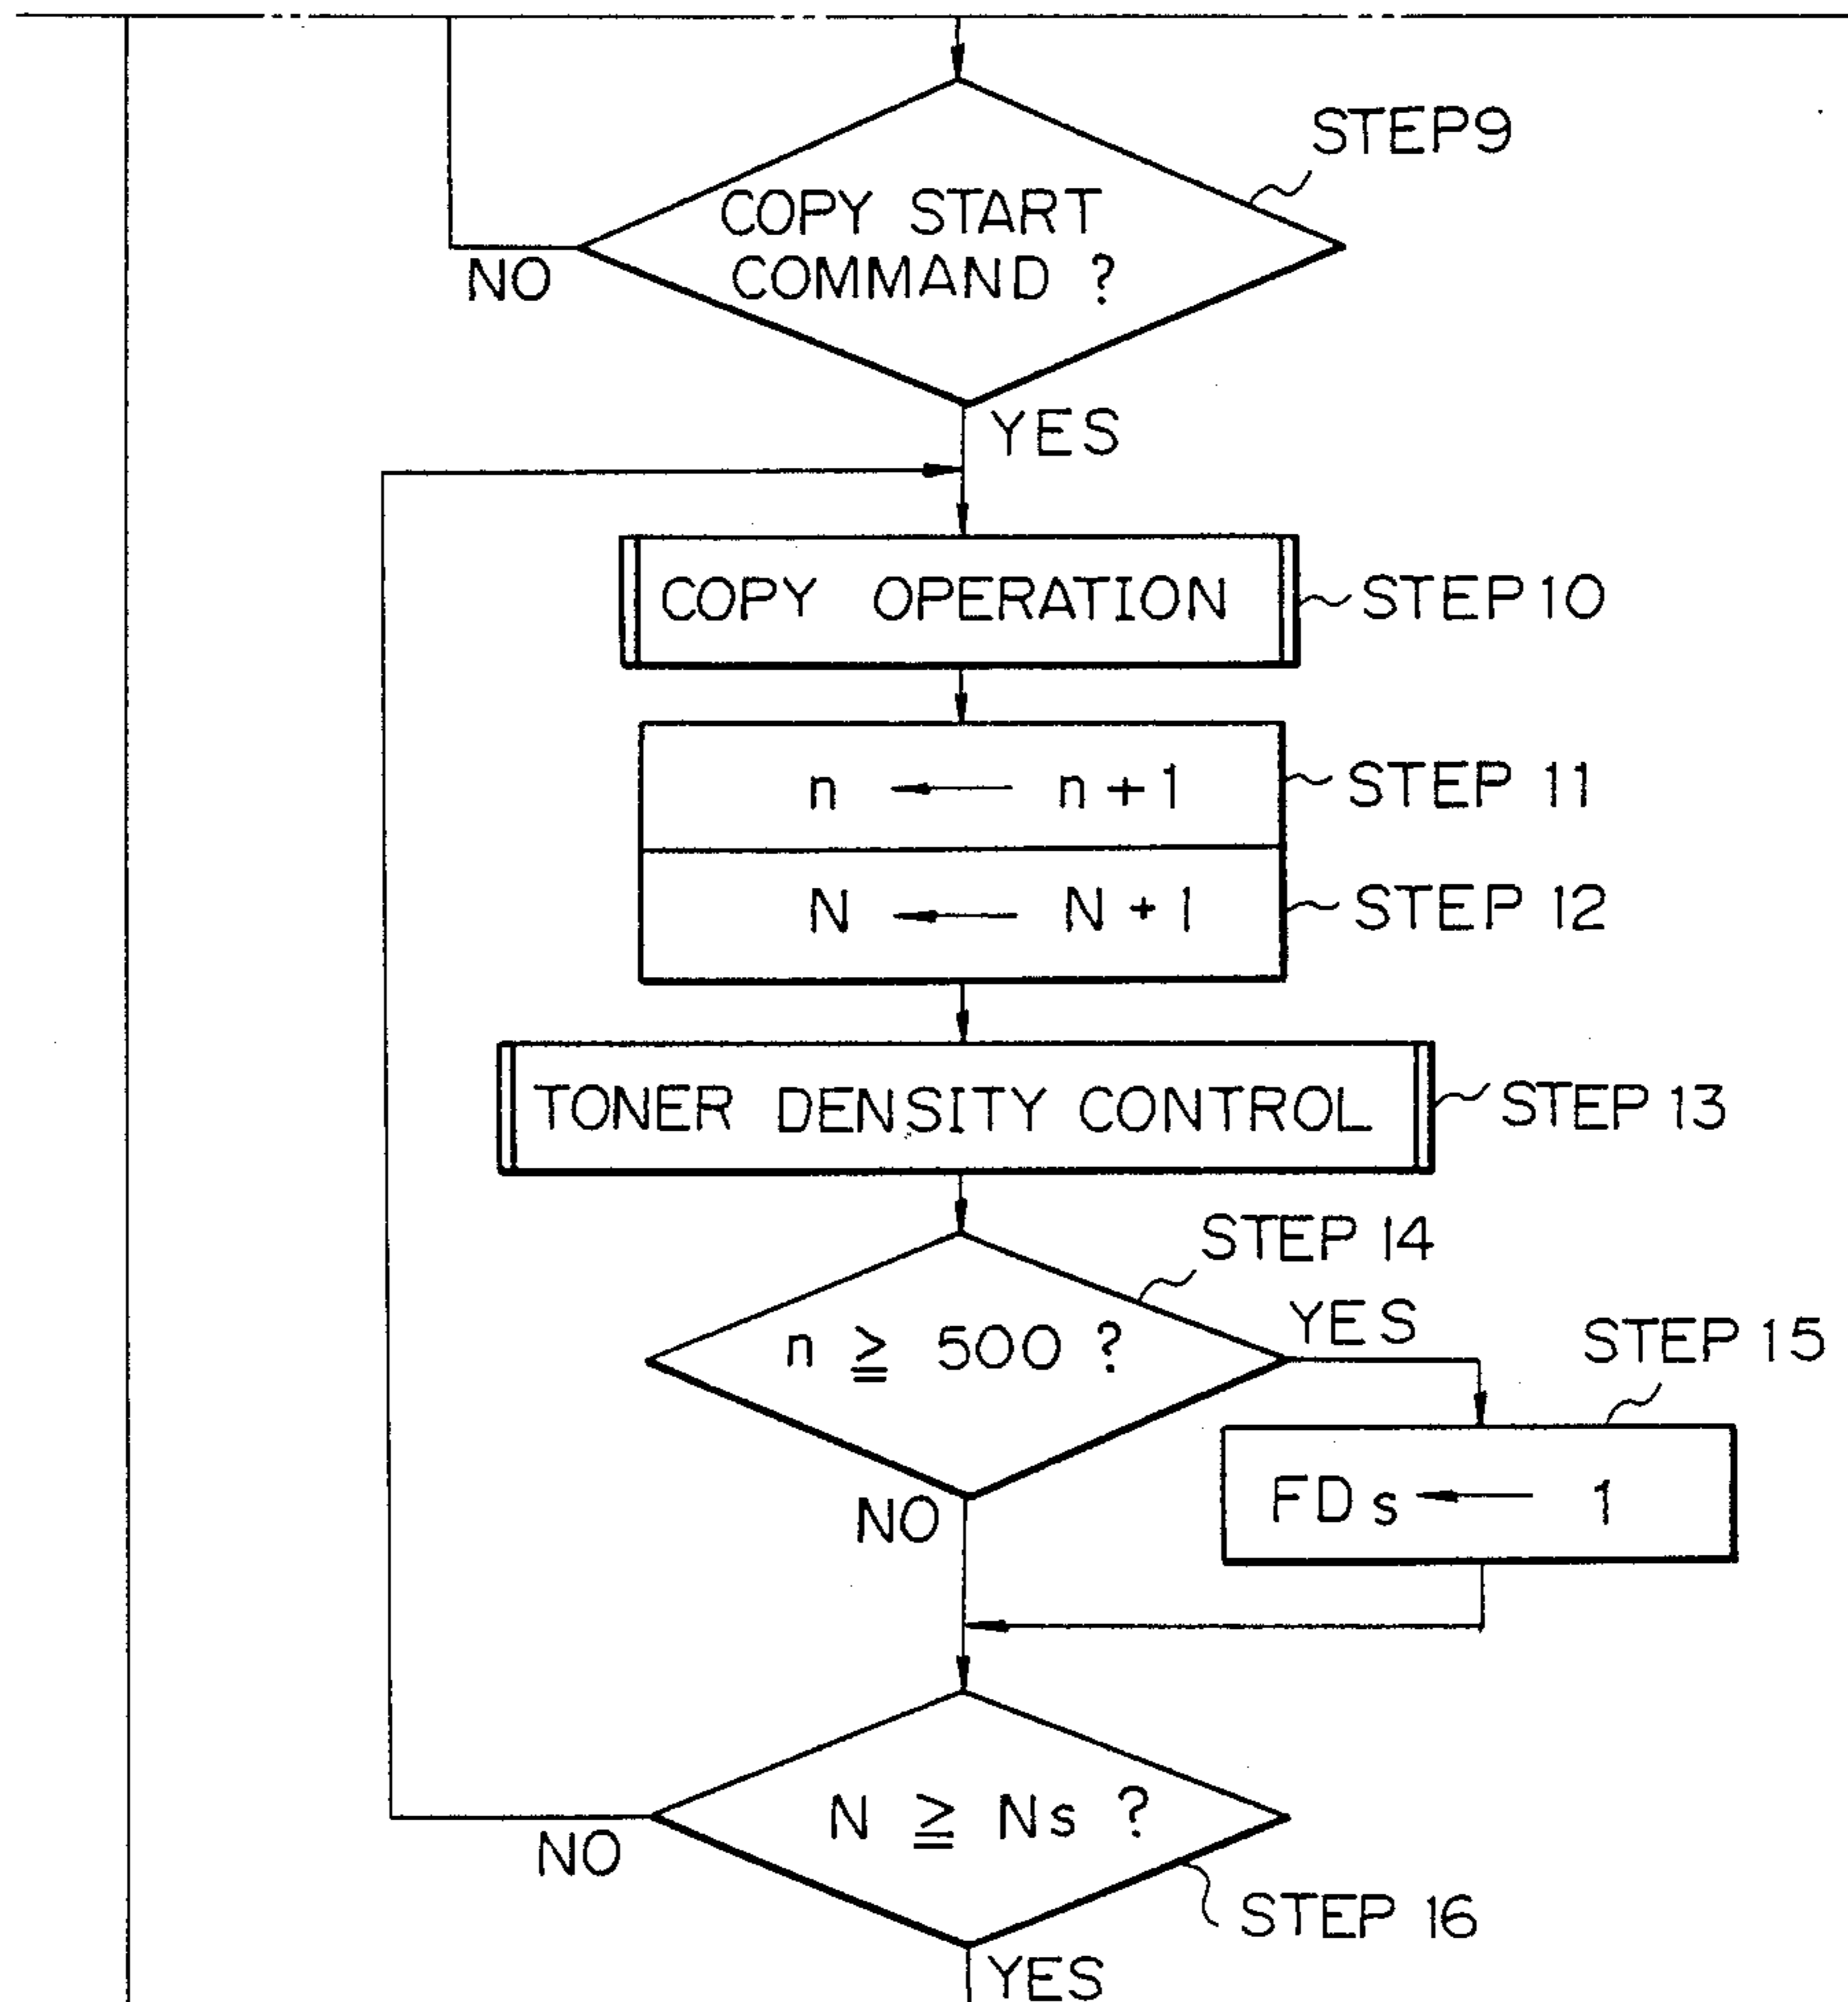 STEP9
COPY START
COMMAND ?
NO
YES
COPY OPERATION
STEP 10
n ← n + 1
STEP 11
N ← N + 1
STEP 12
TONER DENSITY CONTROL
STEP 13
STEP 14
n ≧ 500 ?
YES
STEP 15
FDs ← 1
NO
N ≧ Ns ?
NO
STEP 16
YES